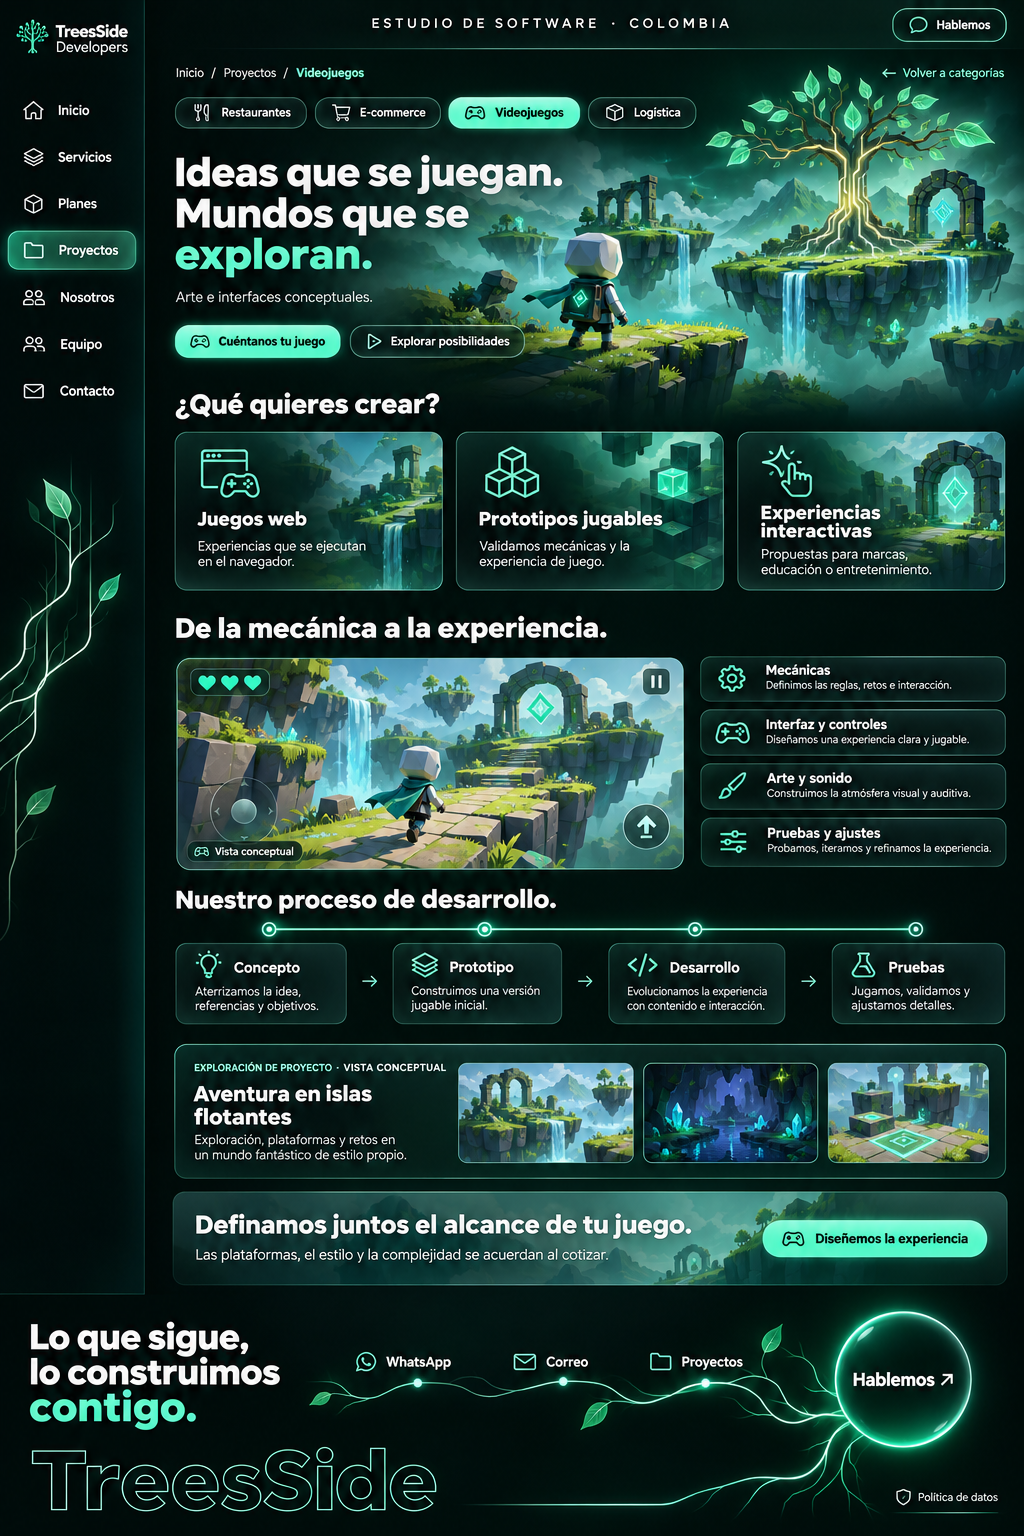 TreesSide
Developers
ESTUDIO DE SOFTWARE · COLOMBIA
Hablemos
Inicio
Servicios
Planes
Proyectos
Nosotros
Equipo
Contacto
Inicio / Proyectos / Videojuegos
← Volver a categorías
Restaurantes
E-commerce
Videojuegos
Logística
Ideas que se juegan.
Mundos que se
exploran.
Arte e interfaces conceptuales.
Cuéntanos tu juego
Explorar posibilidades
¿Qué quieres crear?
Juegos web
Experiencias que se ejecutan
en el navegador.
Prototipos jugables
Validamos mecánicas y la
experiencia de juego.
Experiencias
interactivas
Propuestas para marcas,
educación o entretenimiento.
De la mecánica a la experiencia.
Vista conceptual
Mecánicas
Definimos las reglas, retos e interacción.
Interfaz y controles
Diseñamos una experiencia clara y jugable.
Arte y sonido
Construimos la atmósfera visual y auditiva.
Pruebas y ajustes
Probamos, iteramos y refinamos la experiencia.
Nuestro proceso de desarrollo.
Concepto
Aterrizamos la idea,
referencias y objetivos.
→
Prototipo
Construimos una versión
jugable inicial.
→
Desarrollo
Evolucionamos la experiencia
con contenido e interacción.
→
Pruebas
Jugamos, validamos y
ajustamos detalles.
EXPLORACIÓN DE PROYECTO · VISTA CONCEPTUAL
Aventura en islas
flotantes
Exploración, plataformas y retos en
un mundo fantástico de estilo propio.
Definamos juntos el alcance de tu juego.
Las plataformas, el estilo y la complejidad se acuerdan al cotizar.
Diseñemos la experiencia
Lo que sigue,
lo construimos
contigo.
WhatsApp
Correo
Proyectos
Hablemos ↗
TreesSide
Política de datos